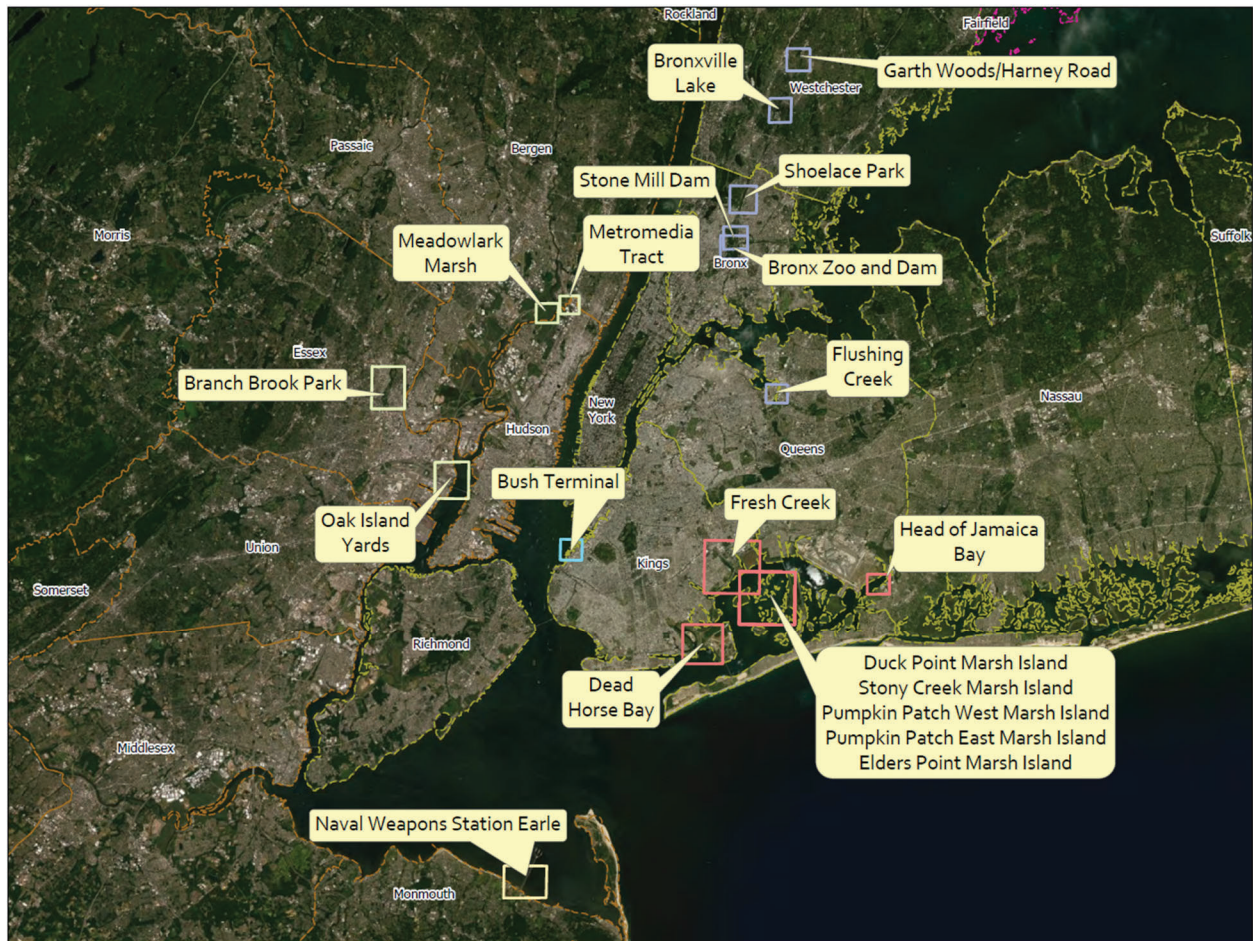 Rockland
Fairfield
Bronxville
Lake
Garth Woods/Harney Road
Westchester
Passaic
Bergen
Stone Mill Dam
Shoelace Park
Morris
Meadowlark
Marsh
Metromedia
Tract
Suffolk
Bronx
Bronx Zoo and Dam
Essex
Branch Brook Park
Flushing
Creek
New
York
Nassau
Hudson
Queens
Bush Terminal
Fresh Creek
Oak Island
Yards
Head of Jamaica
Bay
Union
Kings
Somerset
Richmond
Dead
Horse Bay
Duck Point Marsh Island
Stony Creek Marsh Island
Pumpkin Patch West Marsh Island
Pumpkin Patch East Marsh Island
Elders Point Marsh Island
Middlesex
Naval Weapons Station Earle
Monmouth